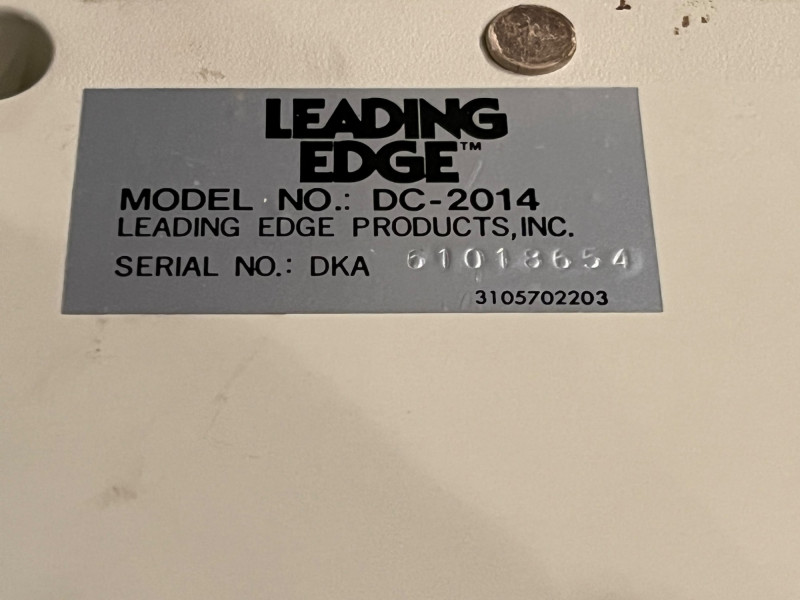 LEADING
EDGE™
MODEL NO.: DC-2014
LEADING EDGE PRODUCTS,INC.
SERIAL NO.: DKA 61018654
3105702203